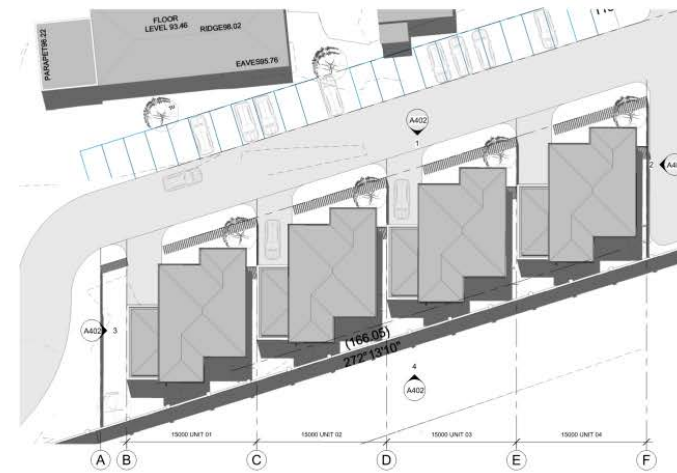 FLOOR
LEVEL 93.46
RIDGE98.02
PARAPET96.22
EAVES95.76
A402
1
2
A402
3
(166.05)
272°13'10"
4
A402
15000 UNIT 01
15000 UNIT 02
15000 UNIT 03
15000 UNIT 04
A
B
C
D
E
F